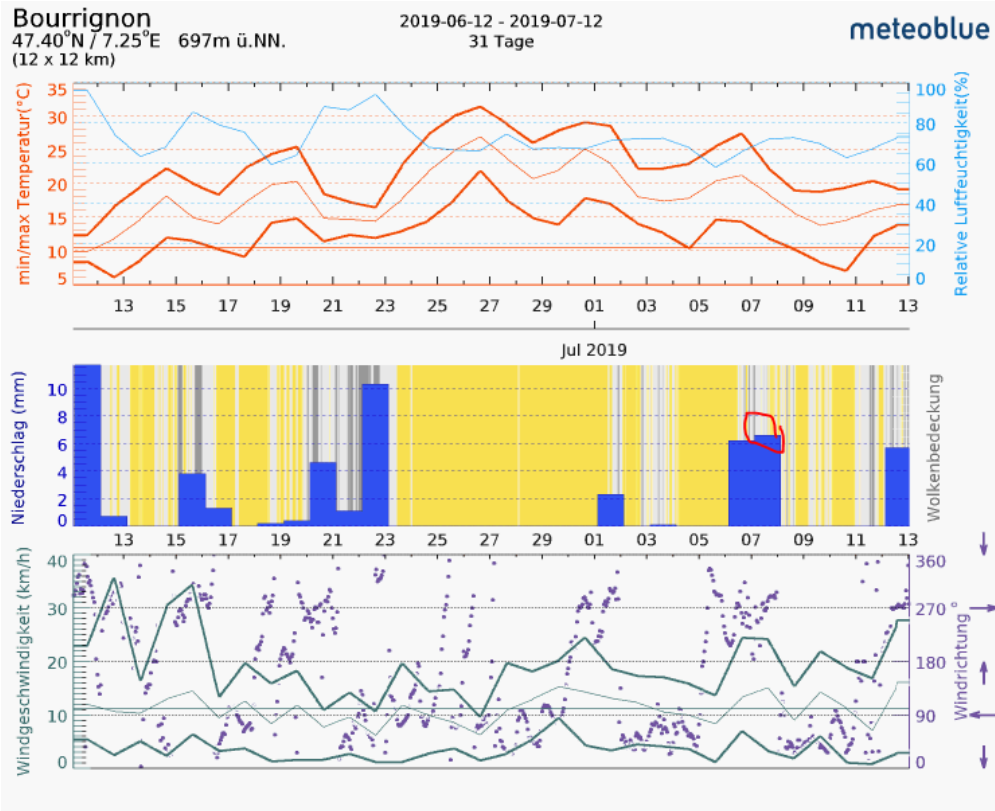 Bourrignon
47.40°N / 7.25°E 697m ü.NN.
(12 x 12 km)
2019-06-12 - 2019-07-12
31 Tage
meteoblue
min/max Temperatur(°C)
35
30
25
20
15
10
5
100
80
60
40
20
0
Relative Luftfeuchtigkeit(%)
13 15 17 19 21 23 25 27 29 01 03 05 07 09 11 13
Jul 2019
Niederschlag (mm)
10
8
6
4
2
0
Wolkenbedeckung
13 15 17 19 21 23 25 27 29 01 03 05 07 09 11 13
Windgeschwindigkeit (km/h)
40
30
20
10
0
360
270
180
90
0
Windrichtung °